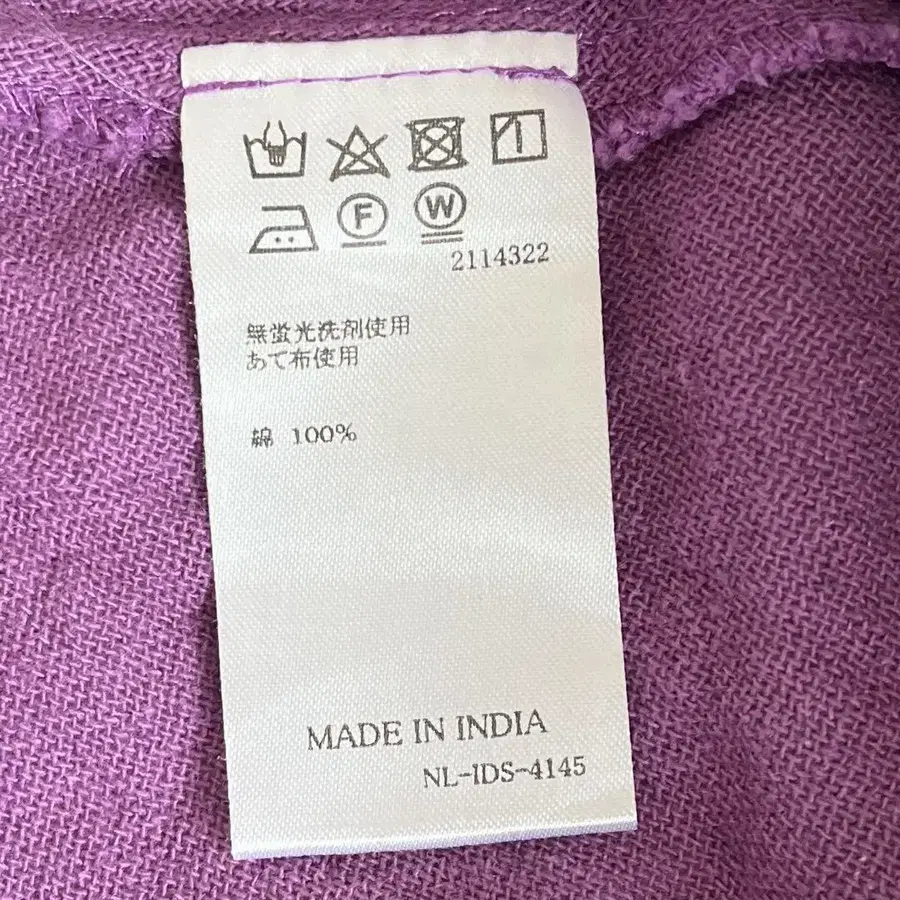 F W
2114322
無蛍光洗剤使用
あて布使用
綿 100%
MADE IN INDIA
NL-IDS-4145